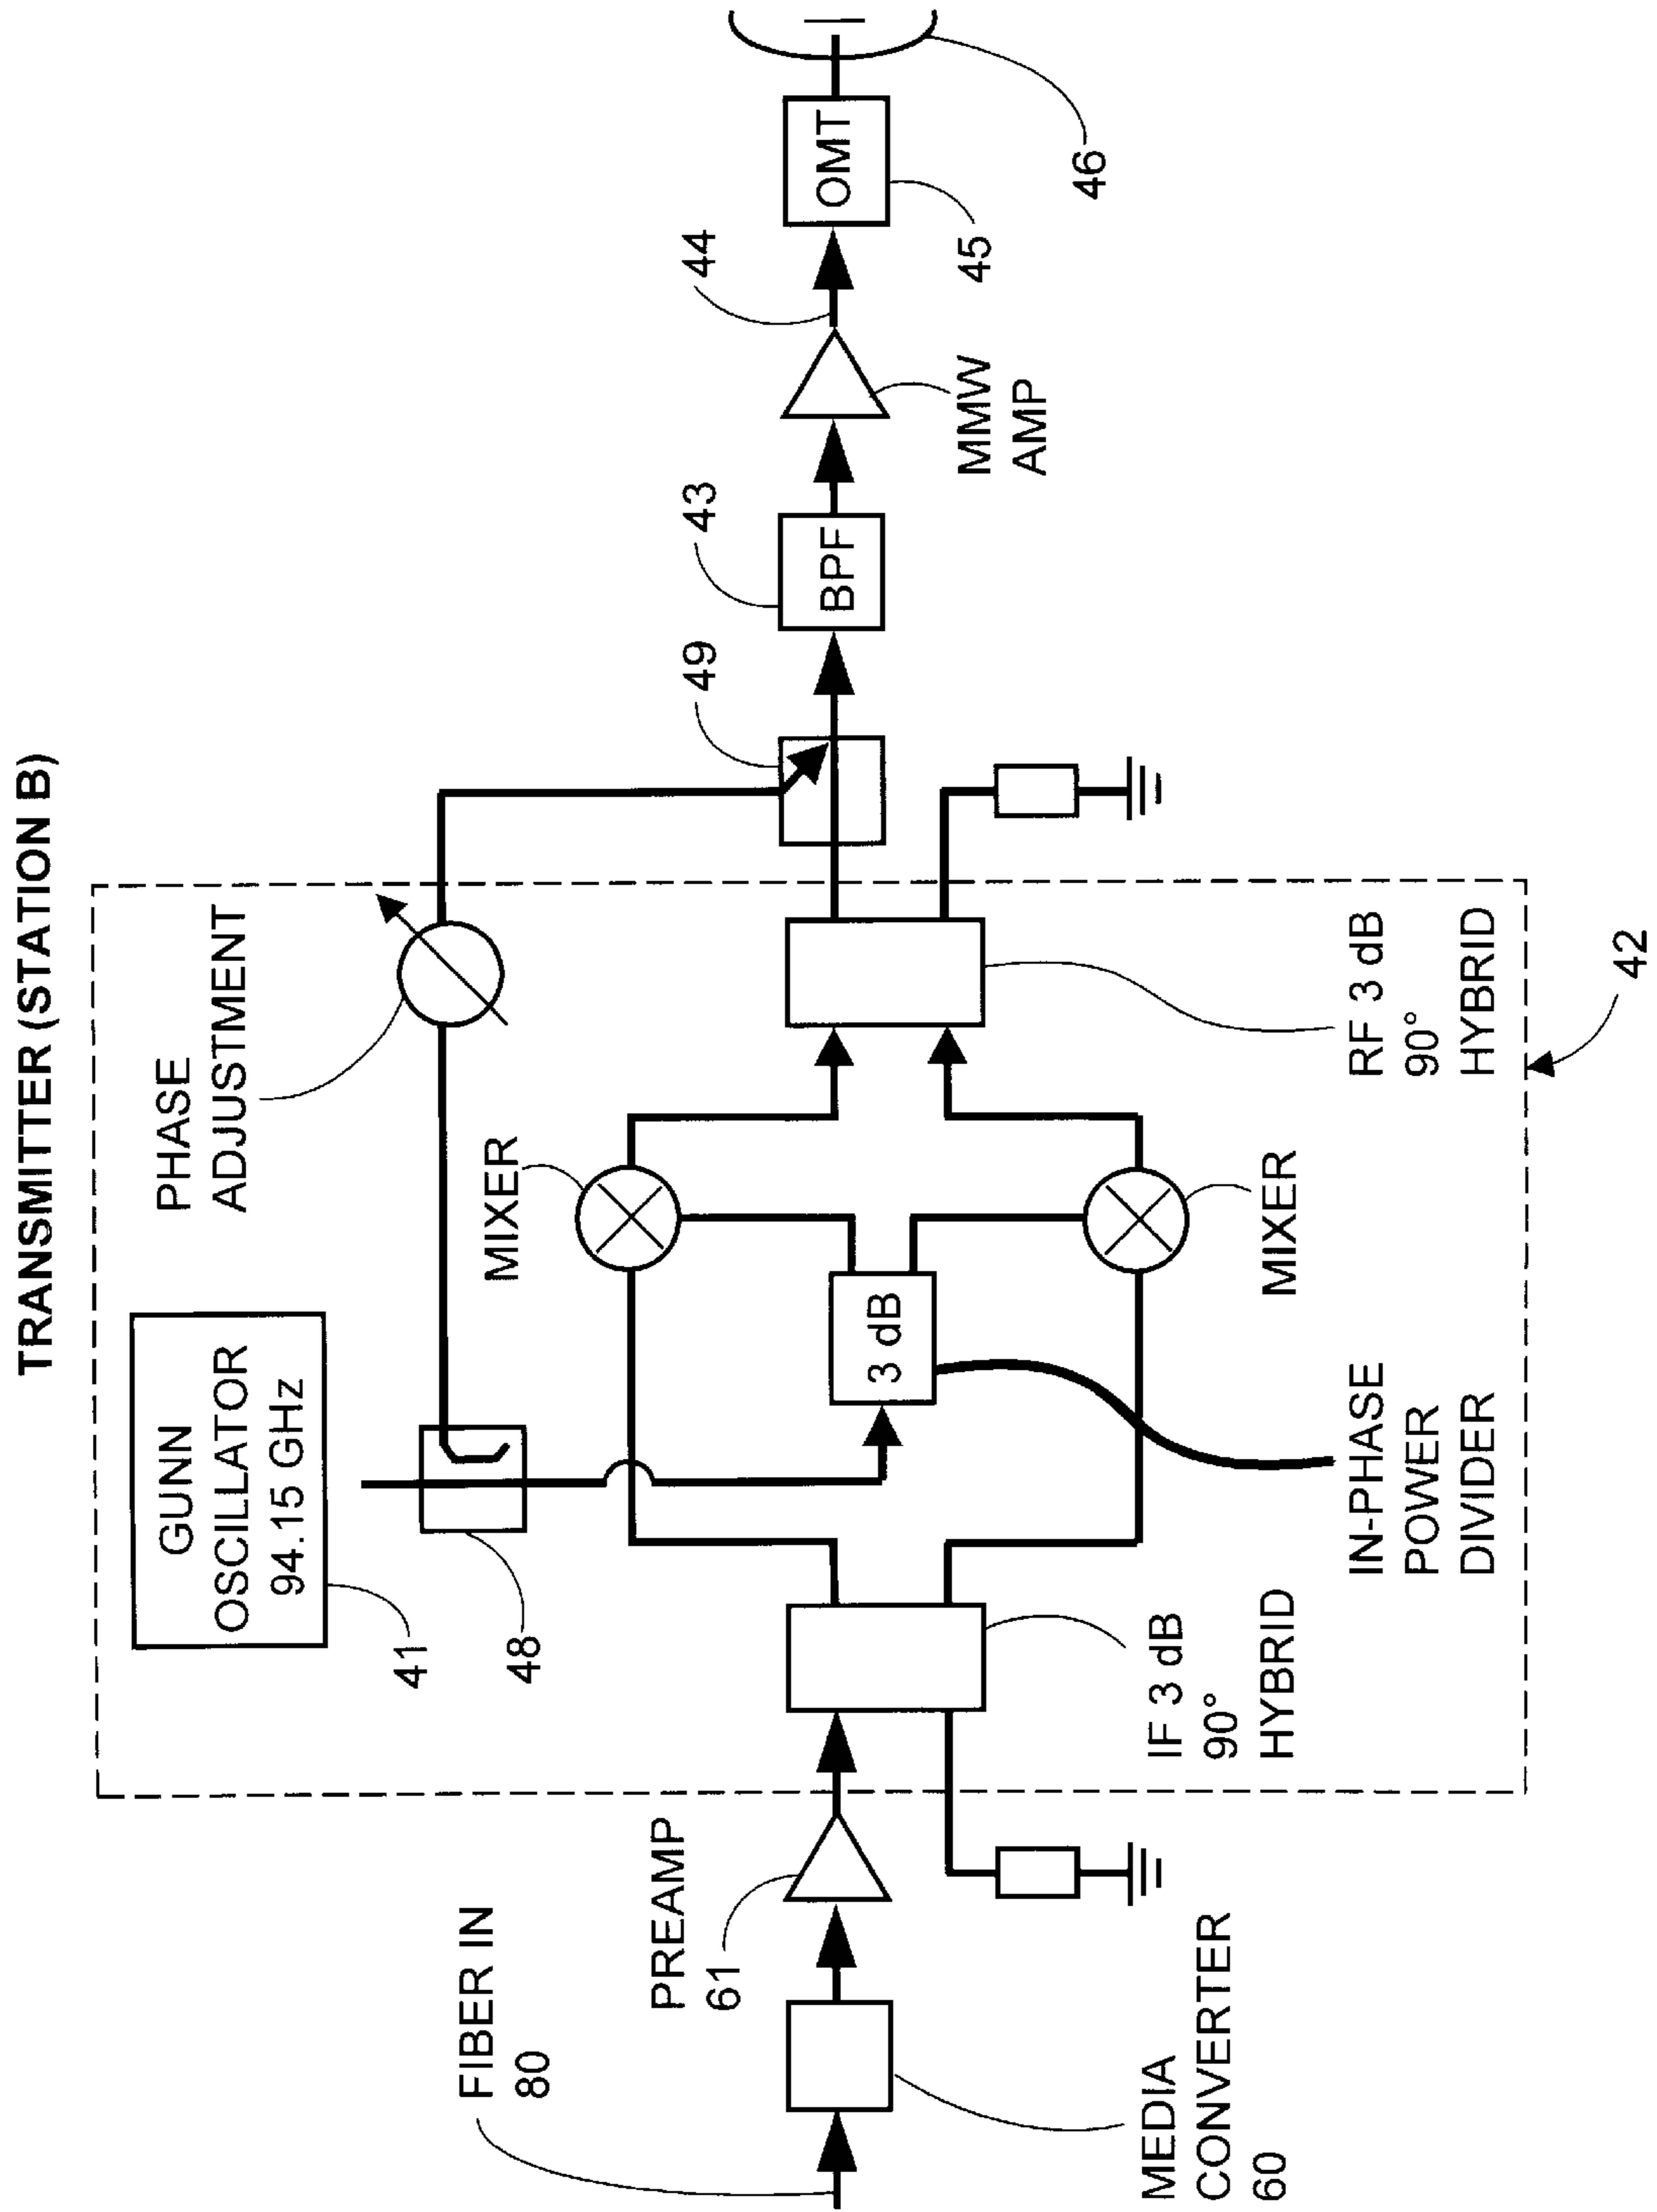 TRANSMITTER (STATION B)
GUNN
OSCILLATOR
94.15 GHz
41
48
PHASE
ADJUSTMENT
FIBER IN
80
PREAMP
61
MIXER
49
43
44
3 dB
BPF
OMT
MMW
AMP
45
46
MEDIA
CONVERTER
60
IF 3 dB
90°
HYBRID
MIXER
IN-PHASE
POWER
DIVIDER
RF 3 dB
90°
HYBRID
42